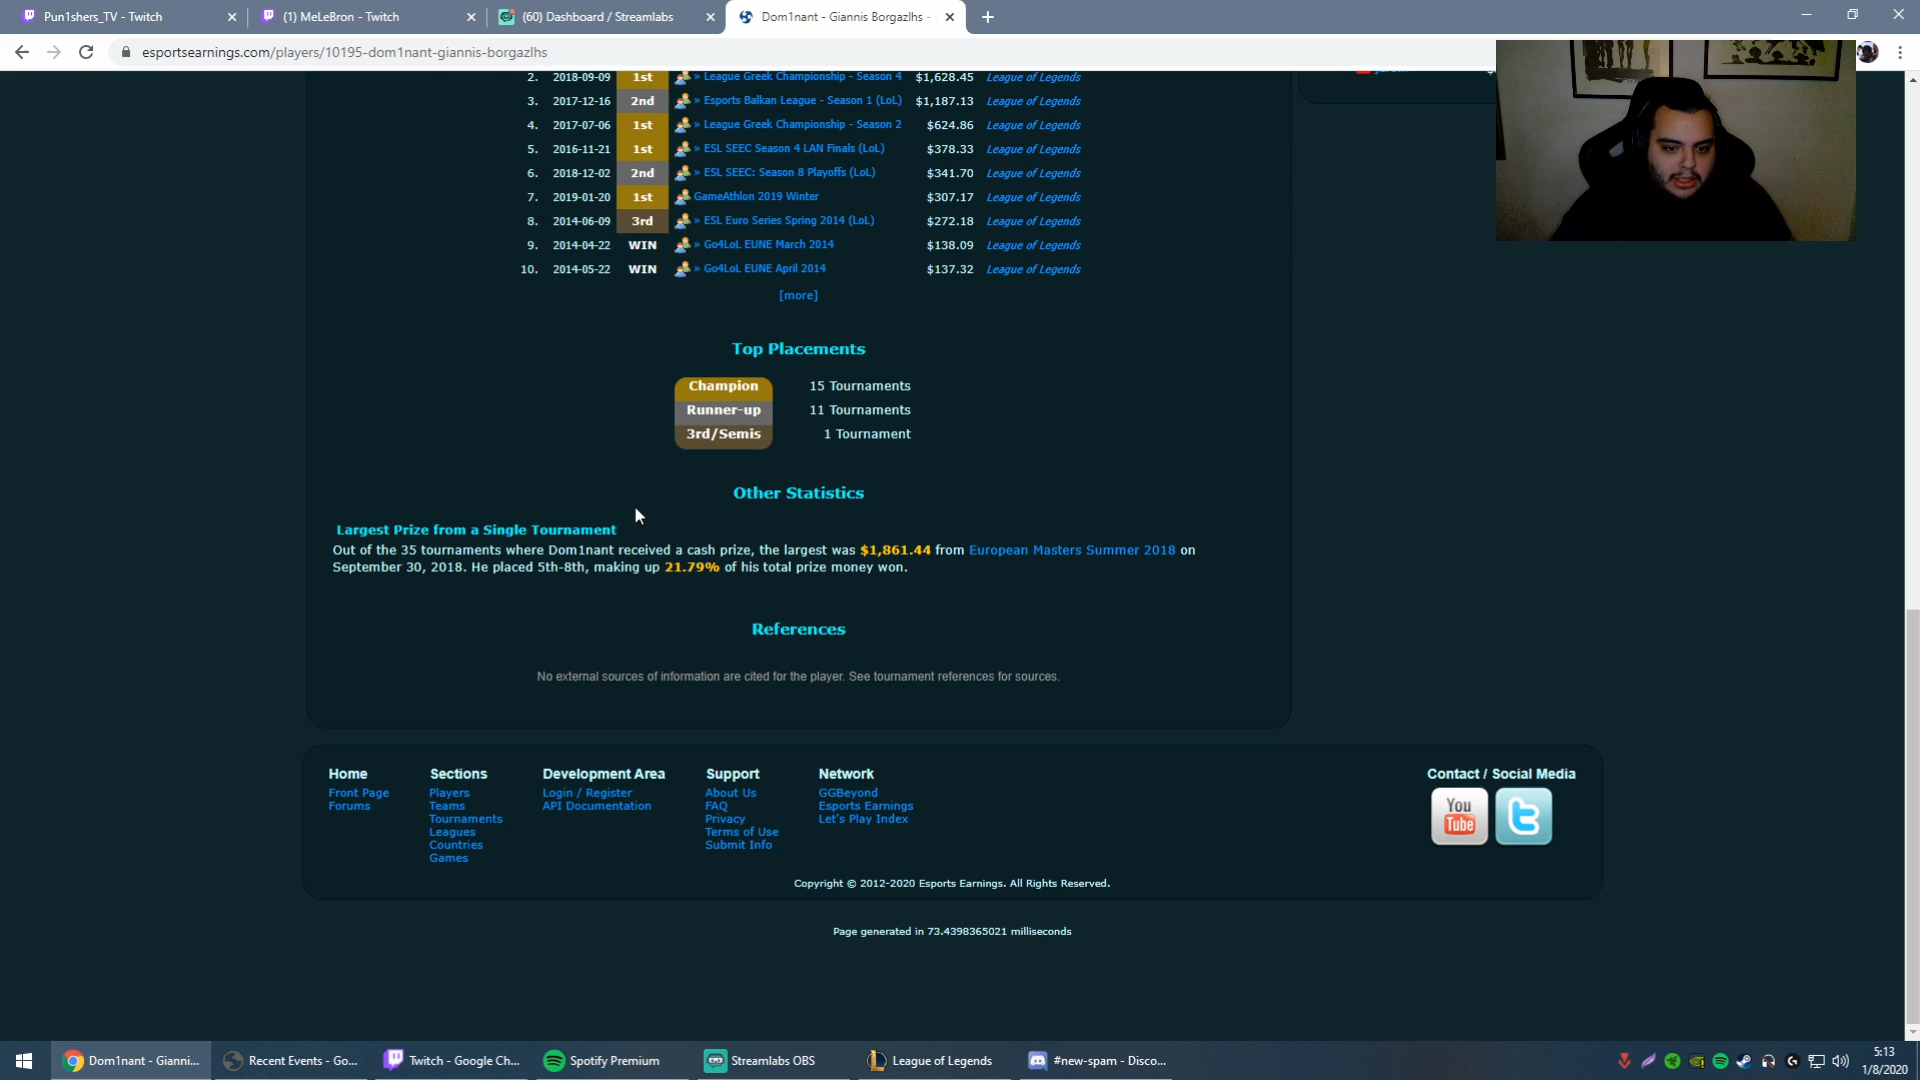 Pun1shers_TV - Twitch
(1) MeLeBron - Twitch
(60) Dashboard / Streamlabs
Dom1nant - Giannis Borgazlhs -
esportsearnings.com/players/10195-dom1nant-giannis-borgazlhs
2. 2018-09-09 1st » League Greek Championship - Season 4 $1,628.45 League of Legends
3. 2017-12-16 2nd » Esports Balkan League - Season 1 (LoL) $1,187.13 League of Legends
4. 2017-07-06 1st » League Greek Championship - Season 2 $624.86 League of Legends
5. 2016-11-21 1st » ESL SEEC Season 4 LAN Finals (LoL) $378.33 League of Legends
6. 2018-12-02 2nd » ESL SEEC: Season 8 Playoffs (LoL) $341.70 League of Legends
7. 2019-01-20 1st GameAthlon 2019 Winter $307.17 League of Legends
8. 2014-06-09 3rd » ESL Euro Series Spring 2014 (LoL) $272.18 League of Legends
9. 2014-04-22 WIN » Go4LoL EUNE March 2014 $138.09 League of Legends
10. 2014-05-22 WIN » Go4LoL EUNE April 2014 $137.32 League of Legends
[more]
Top Placements
Champion 15 Tournaments
Runner-up 11 Tournaments
3rd/Semis 1 Tournament
Other Statistics
Largest Prize from a Single Tournament
Out of the 35 tournaments where Dom1nant received a cash prize, the largest was $1,861.44 from European Masters Summer 2018 on
September 30, 2018. He placed 5th-8th, making up 21.79% of his total prize money won.
References
No external sources of information are cited for the player. See tournament references for sources.
Home
Front Page
Forums
Sections
Players
Teams
Tournaments
Leagues
Countries
Games
Development Area
Login / Register
API Documentation
Support
About Us
FAQ
Privacy
Terms of Use
Submit Info
Network
GGBeyond
Esports Earnings
Let's Play Index
Contact / Social Media
You
Tube
Copyright © 2012-2020 Esports Earnings. All Rights Reserved.
Page generated in 73.4398365021 milliseconds
Dom1nant - Gianni...
Recent Events - Go...
Twitch - Google Ch...
Spotify Premium
Streamlabs OBS
League of Legends
#new-spam - Disco...
5:13
1/8/2020